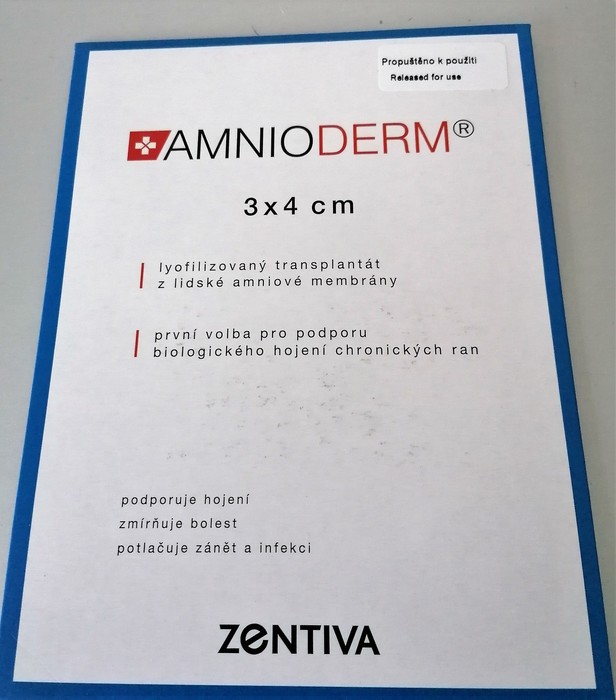 Propuštěno k použití
Released for use
AMNIODERM®
3x4 cm
lyofilizovaný transplantát
z lidské amniové membrány
první volba pro podporu
biologického hojení chronických ran
podporuje hojení
zmírňuje bolest
potlačuje zánět a infekci
ZENTIVA